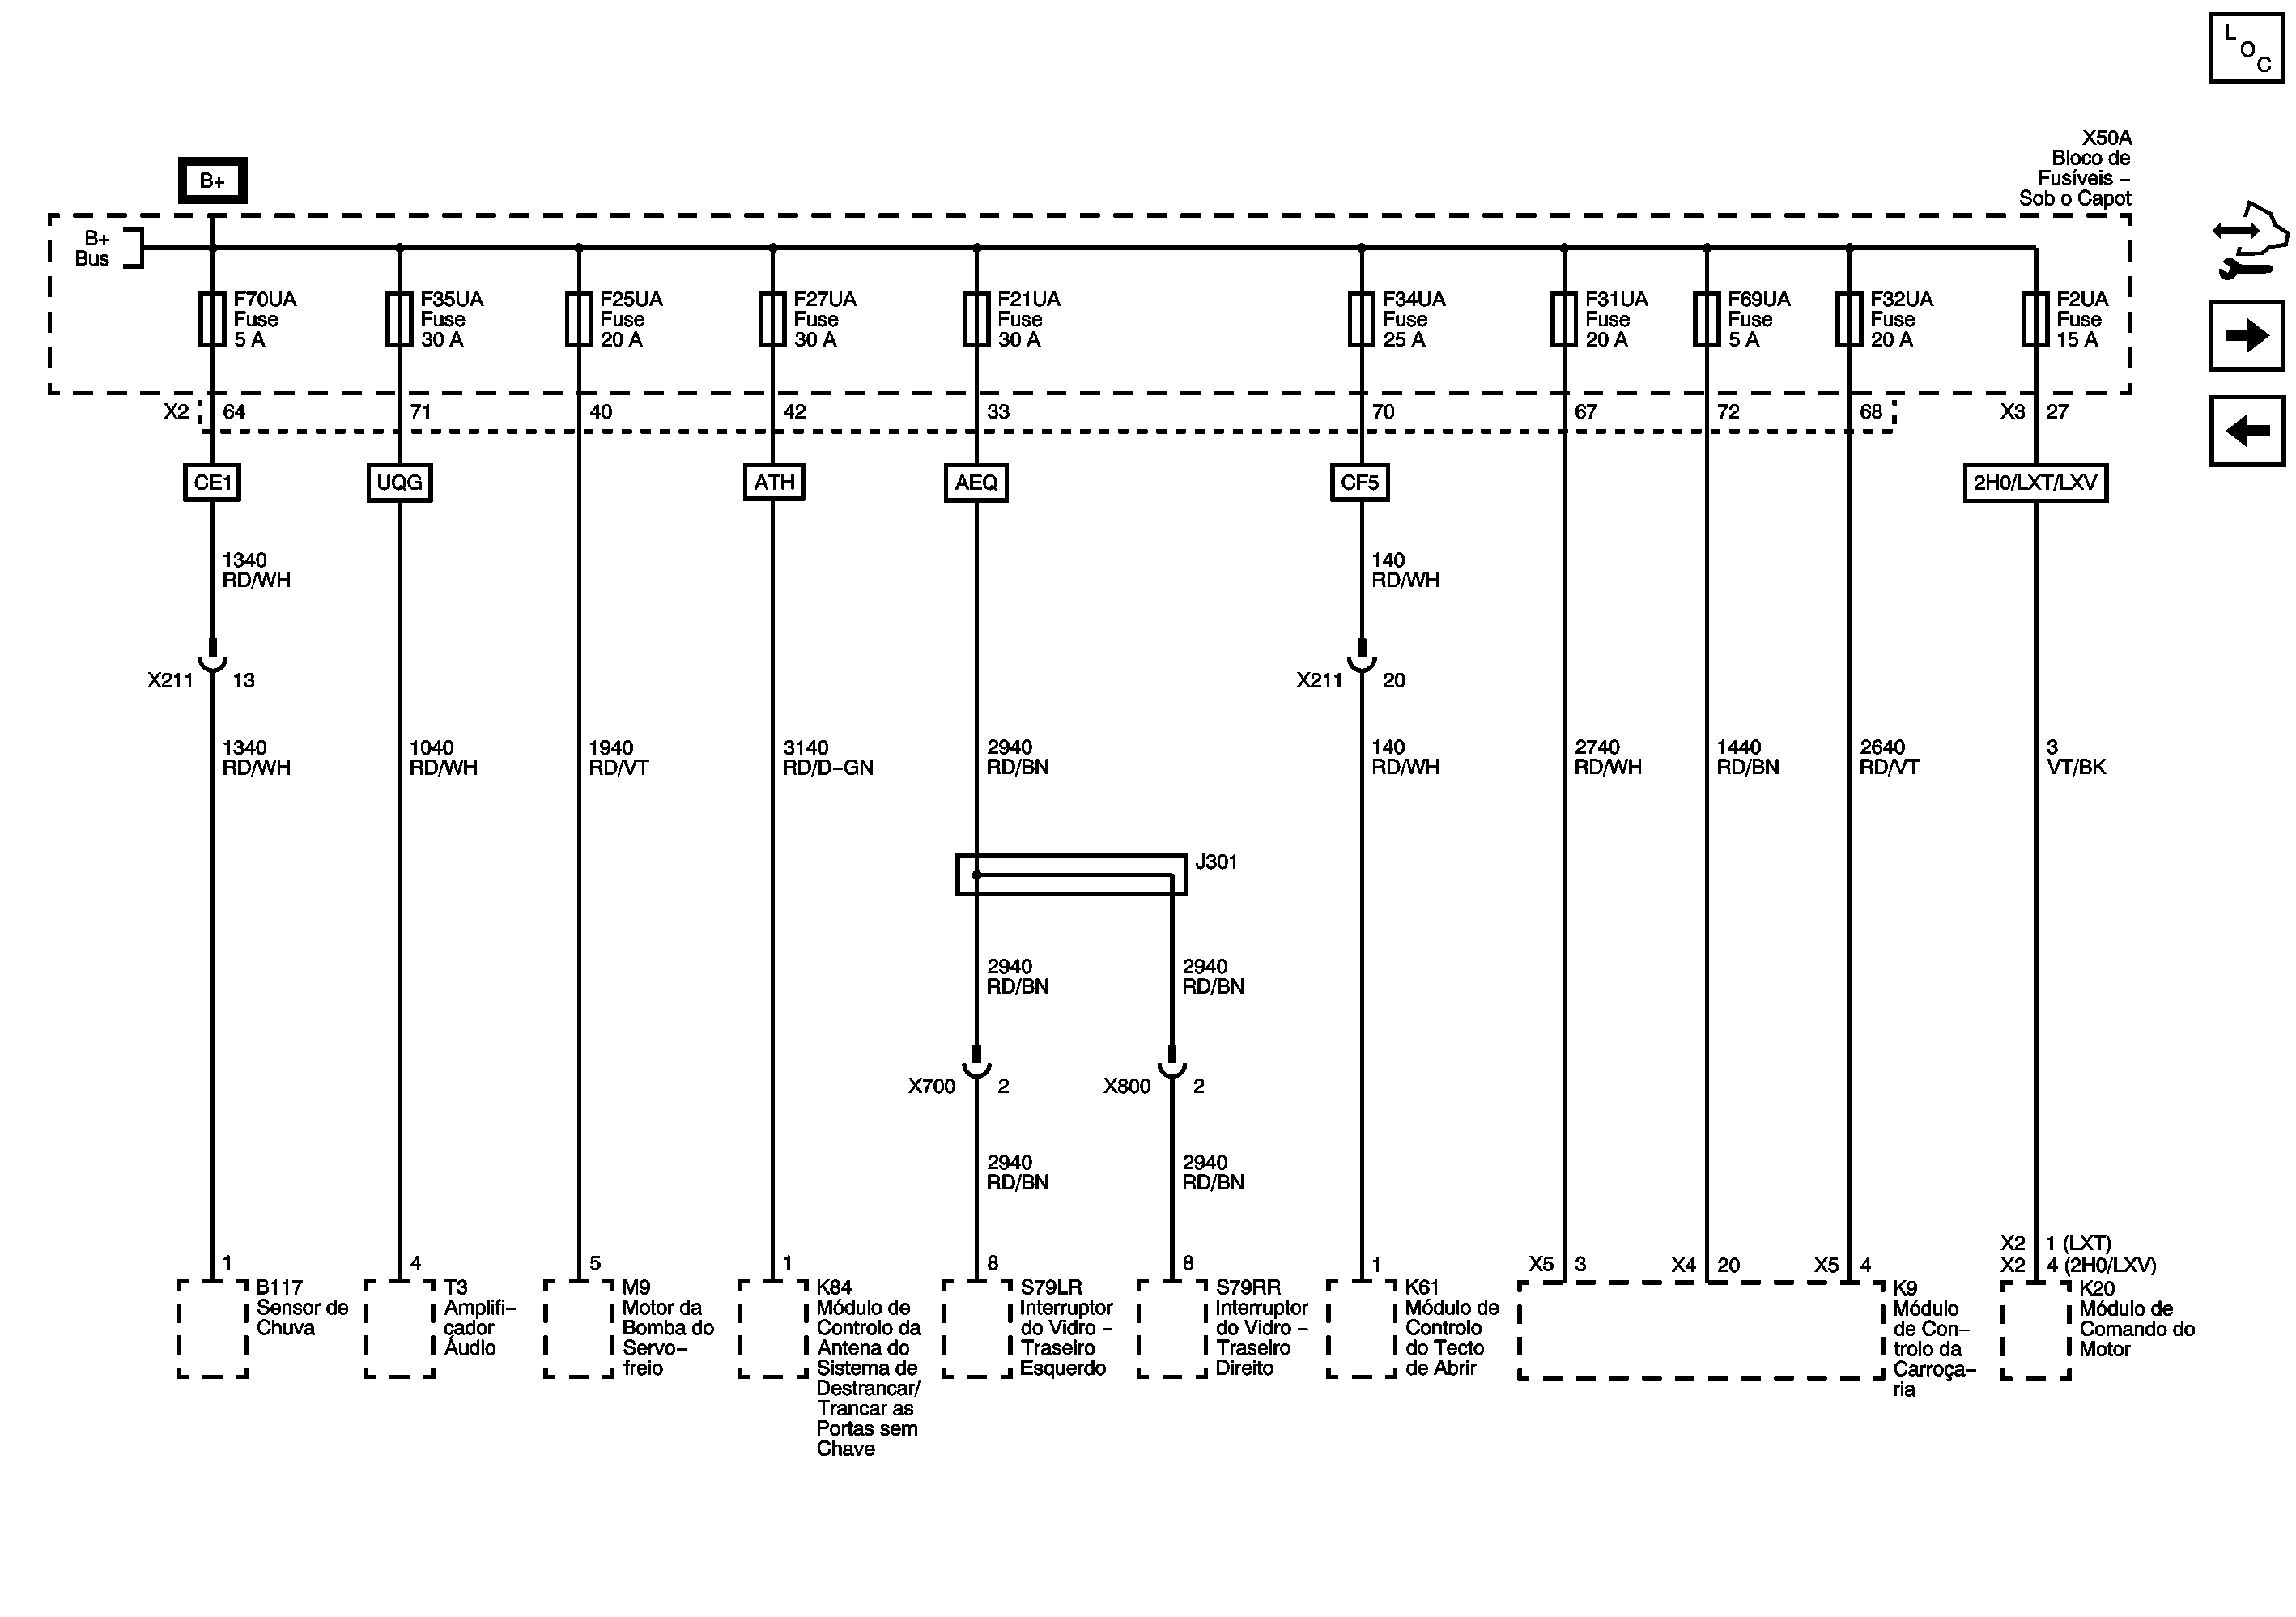 L
O
C
X50A
Bloco de
Fusíveis –
Sob o Capot
B+
B+
Bus
F70UA
Fuse
5 A
F35UA
Fuse
30 A
F25UA
Fuse
20 A
F27UA
Fuse
30 A
F21UA
Fuse
30 A
F34UA
Fuse
25 A
F31UA
Fuse
20 A
F69UA
Fuse
5 A
F32UA
Fuse
20 A
F2UA
Fuse
15 A
X2 64 71 40 42 33 70 67 72 68 X3 27
CE1 UQG ATH AEQ CF5 2H0/LXT/LXV
1340
RD/WH
140
RD/WH
X211 13
X211 20
1340
RD/WH
1040
RD/WH
1940
RD/VT
3140
RD/D–GN
2940
RD/BN
140
RD/WH
2740
RD/WH
1440
RD/BN
2640
RD/VT
3
VT/BK
J301
2940
RD/BN
2940
RD/BN
X700 2
X800 2
2940
RD/BN
2940
RD/BN
X2 1 (LXT)
1 4 5 1 8 8 1 X5 3 X4 20 X5 4 X2 4 (2H0/LXV)
B117
Sensor de
Chuva
T3
Amplifi–
cador
Áudio
M9
Motor da
Bomba do
Servo–
freio
K84
Módulo de
Controlo da
Antena do
Sistema de
Destrancar/
Trancar as
Portas sem
Chave
S79LR
Interruptor
do Vidro –
Traseiro
Esquerdo
S79RR
Interruptor
do Vidro –
Traseiro
Direito
K61
Módulo de
Controlo
do Tecto
de Abrir
K9
Módulo
de Con–
trolo da
Carroça–
ria
K20
Módulo de
Comando do
Motor